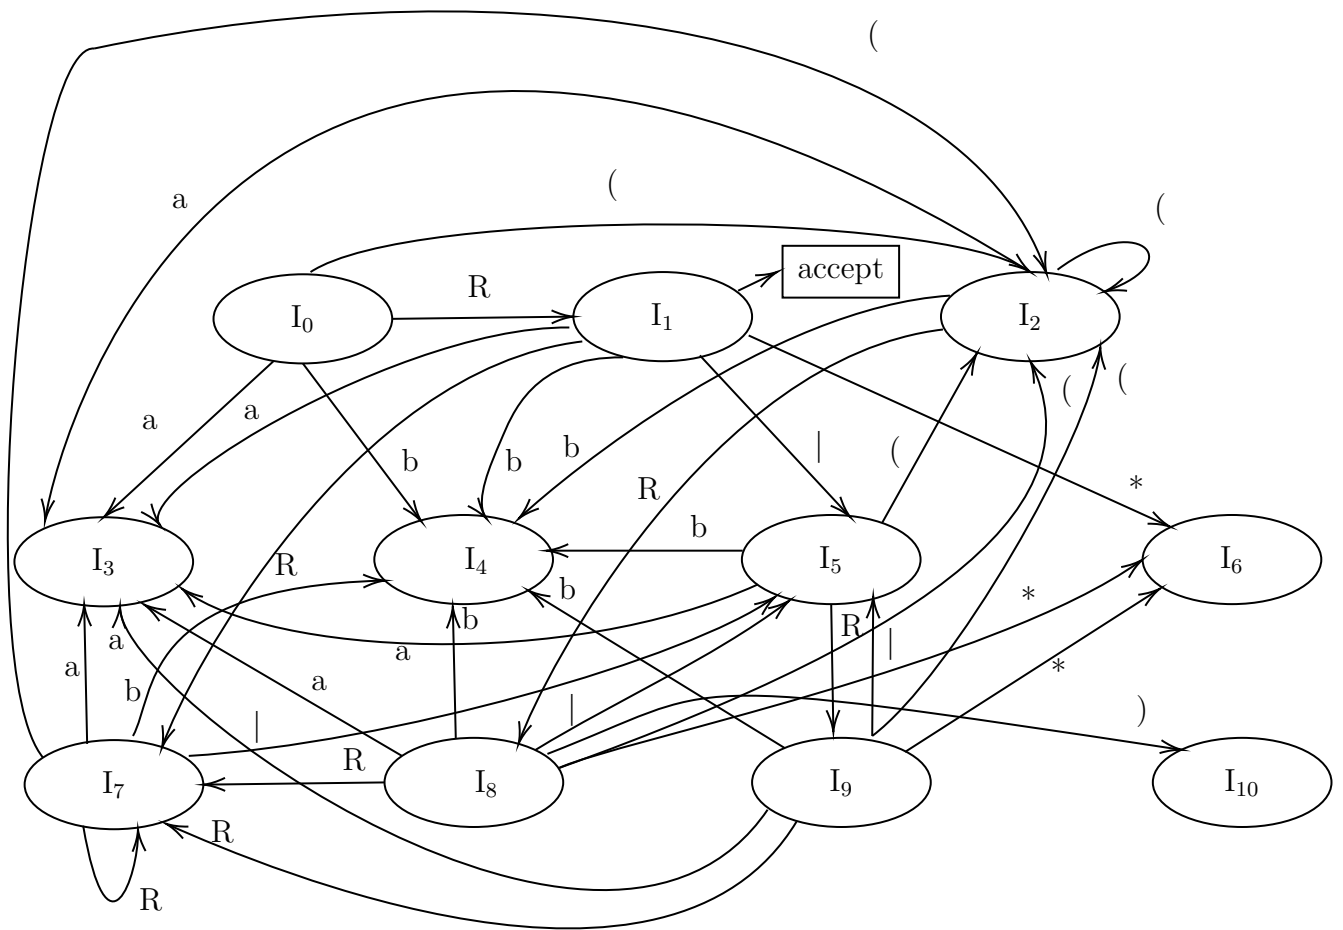 (
a
(
(
R
accept
I₀
I₁
I₂
(
(
a
a
b
b
b
|
(
R
*
b
I₃
R
I₄
I₅
I₆
b
*
b
R
a
|
a
a
a
*
b
|
|
)
R
I₇
I₈
I₉
I₁₀
R
R